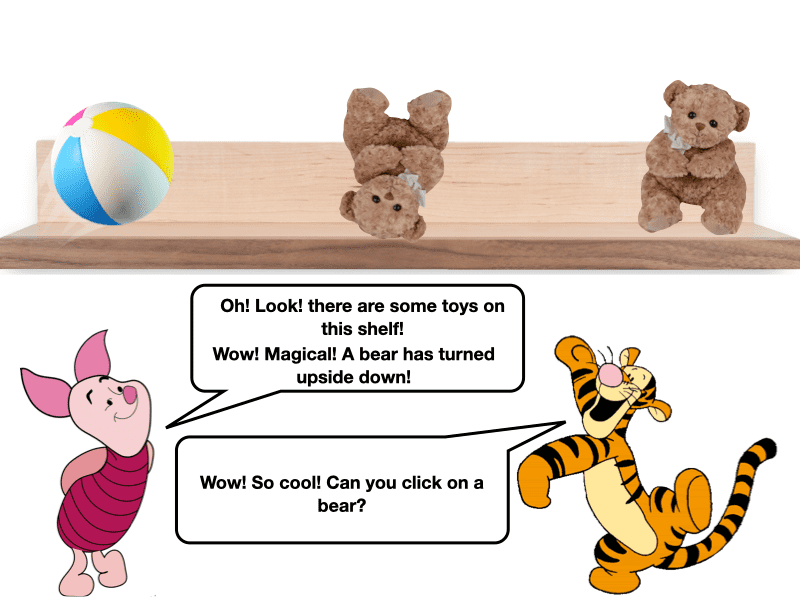 Oh! Look! there are some toys on
this shelf!
Wow! Magical! A bear has turned
upside down!
Wow! So cool! Can you click on a
bear?